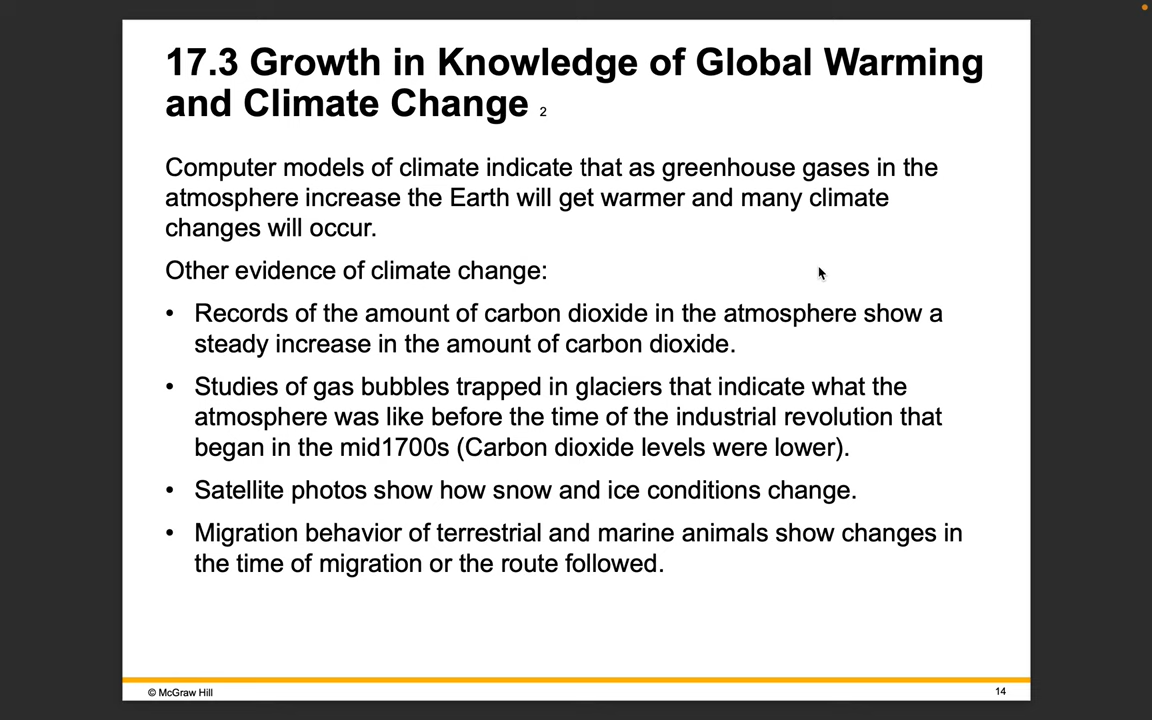 17.3 Growth in Knowledge of Global Warming
and Climate Change 2
Computer models of climate indicate that as greenhouse gases in the
atmosphere increase the Earth will get warmer and many climate
changes will occur.
Other evidence of climate change:
• Records of the amount of carbon dioxide in the atmosphere show a
steady increase in the amount of carbon dioxide.
• Studies of gas bubbles trapped in glaciers that indicate what the
atmosphere was like before the time of the industrial revolution that
began in the mid1700s (Carbon dioxide levels were lower).
• Satellite photos show how snow and ice conditions change.
• Migration behavior of terrestrial and marine animals show changes in
the time of migration or the route followed.
© McGraw Hill
14